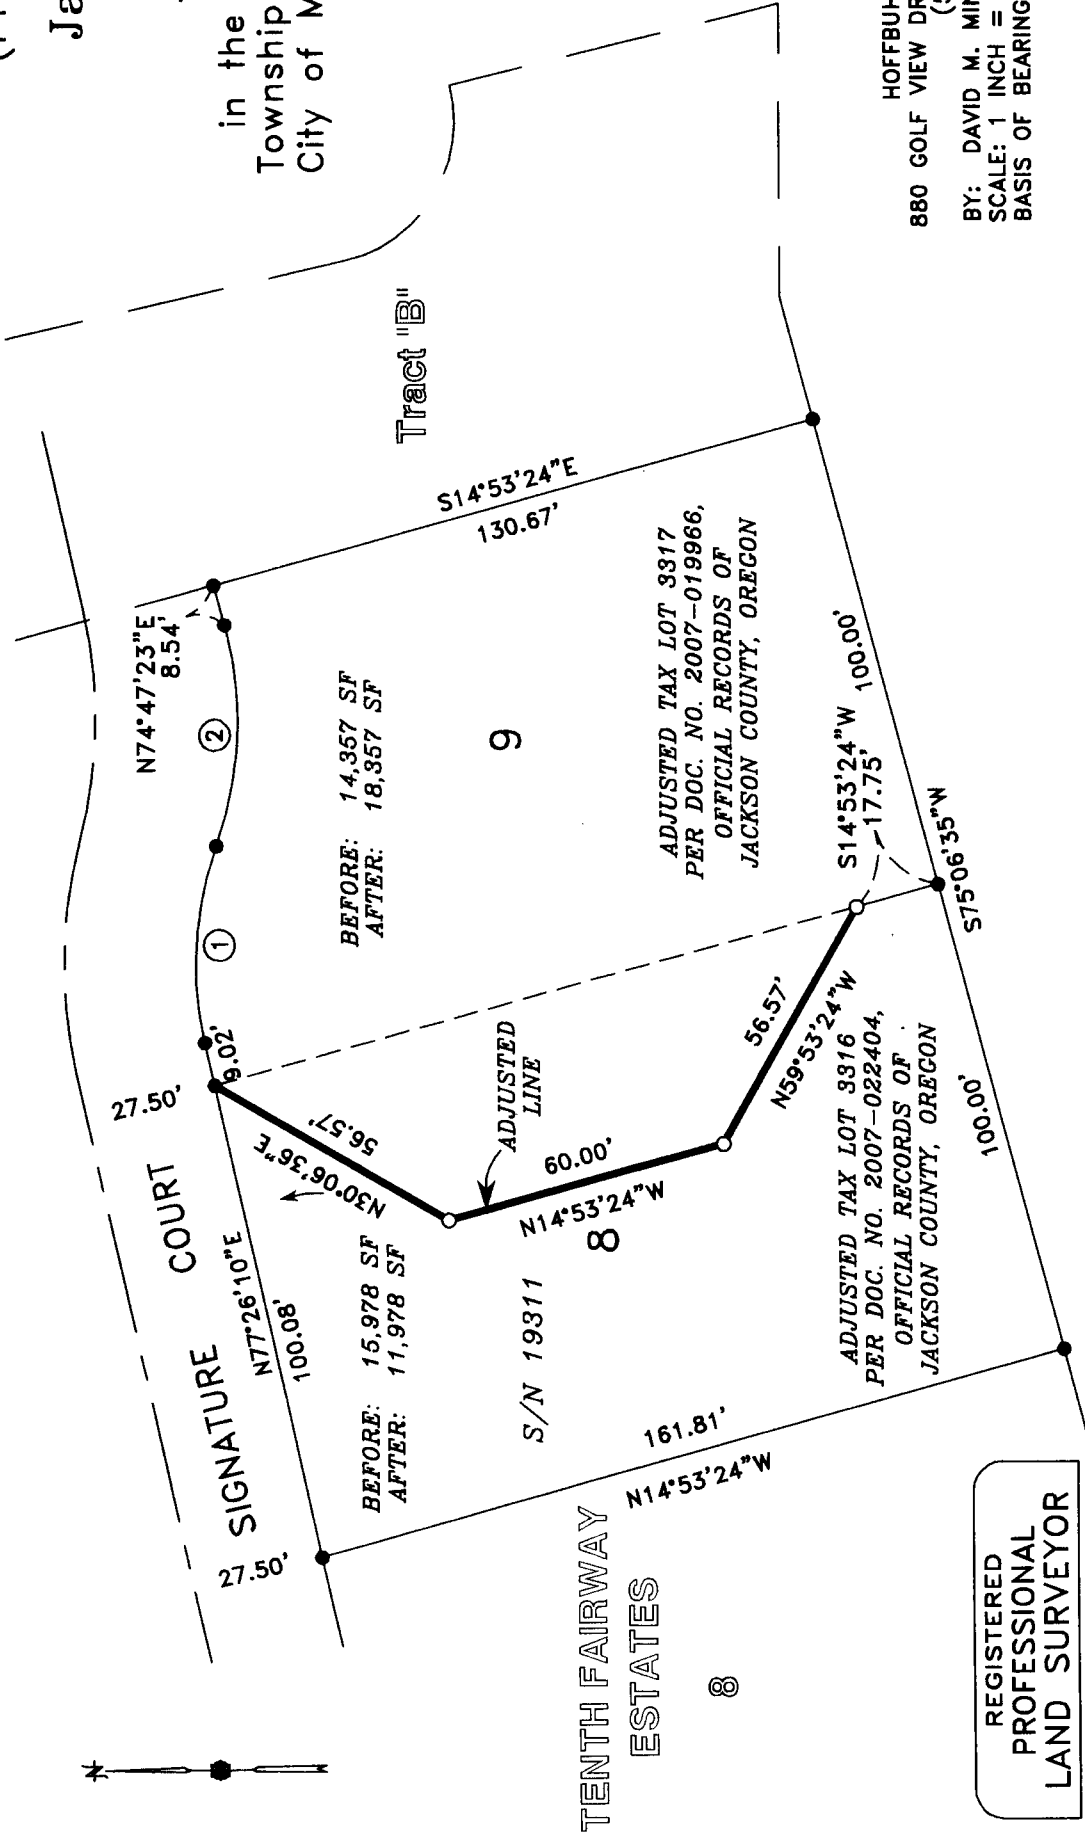 Ja
in the
Township
City of M
HOFFBUH
880 GOLF VIEW DR
(5
BY: DAVID M. MIN
SCALE: 1 INCH =
BASIS OF BEARING
Tract "B"
S14°53'24"E
130.67'
N74°47'23"E
8.54'
2
1
BEFORE: 14,357 SF
AFTER: 18,357 SF
9
ADJUSTED TAX LOT 3317
PER DOC. NO. 2007-019966,
OFFICIAL RECORDS OF
JACKSON COUNTY, OREGON
100.00'
S14°53'24"W
17.75'
S75°06'35"W
9.02'
27.50'
SIGNATURE COURT
N77°26'10"E
100.08'
27.50'
N30°06'36"E
56.57'
ADJUSTED
LINE
60.00'
N14°53'24"W
56.57'
N59°53'24"W
8
BEFORE: 15,978 SF
AFTER: 11,978 SF
S/N 19311
ADJUSTED TAX LOT 3316
PER DOC. NO. 2007-022404,
OFFICIAL RECORDS OF
JACKSON COUNTY, OREGON
100.00'
161.81'
N14°53'24"W
TENTH FAIRWAY
ESTATES
8
N
REGISTERED
PROFESSIONAL
LAND SURVEYOR